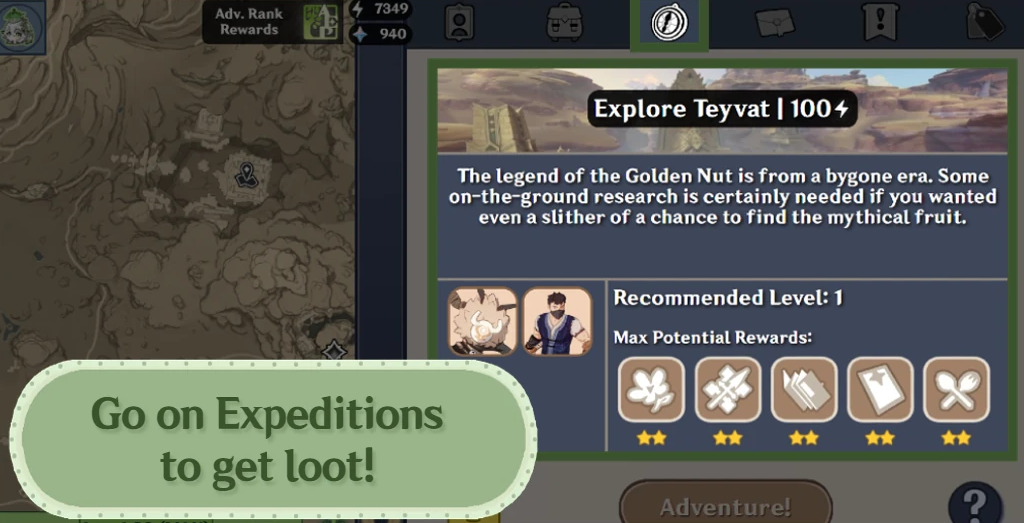 Adv. Rank
Rewards
7349
940
Explore Teyvat | 100
The legend of the Golden Nut is from a bygone era. Some
on-the-ground research is certainly needed if you wanted
even a slither of a chance to find the mythical fruit.
Recommended Level: 1
Max Potential Rewards:
Go on Expeditions
to get loot!
Adventure!
?